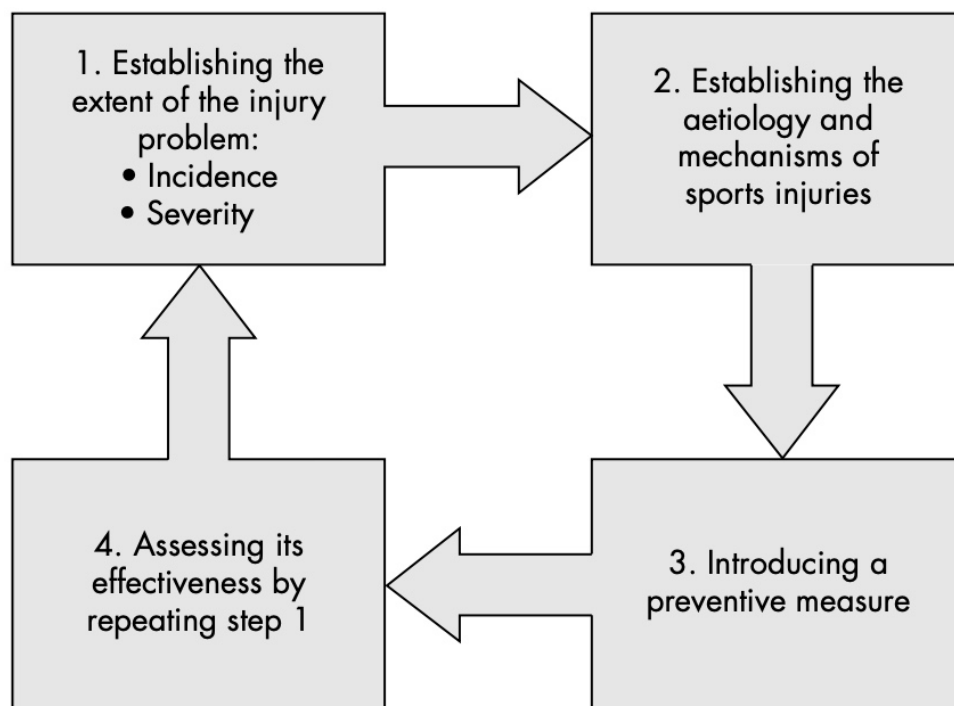 1. Establishing the
extent of the injury
problem:
• Incidence
• Severity
2. Establishing the
aetiology and
mechanisms of
sports injuries
3. Introducing a
preventive measure
4. Assessing its
effectiveness by
repeating step 1